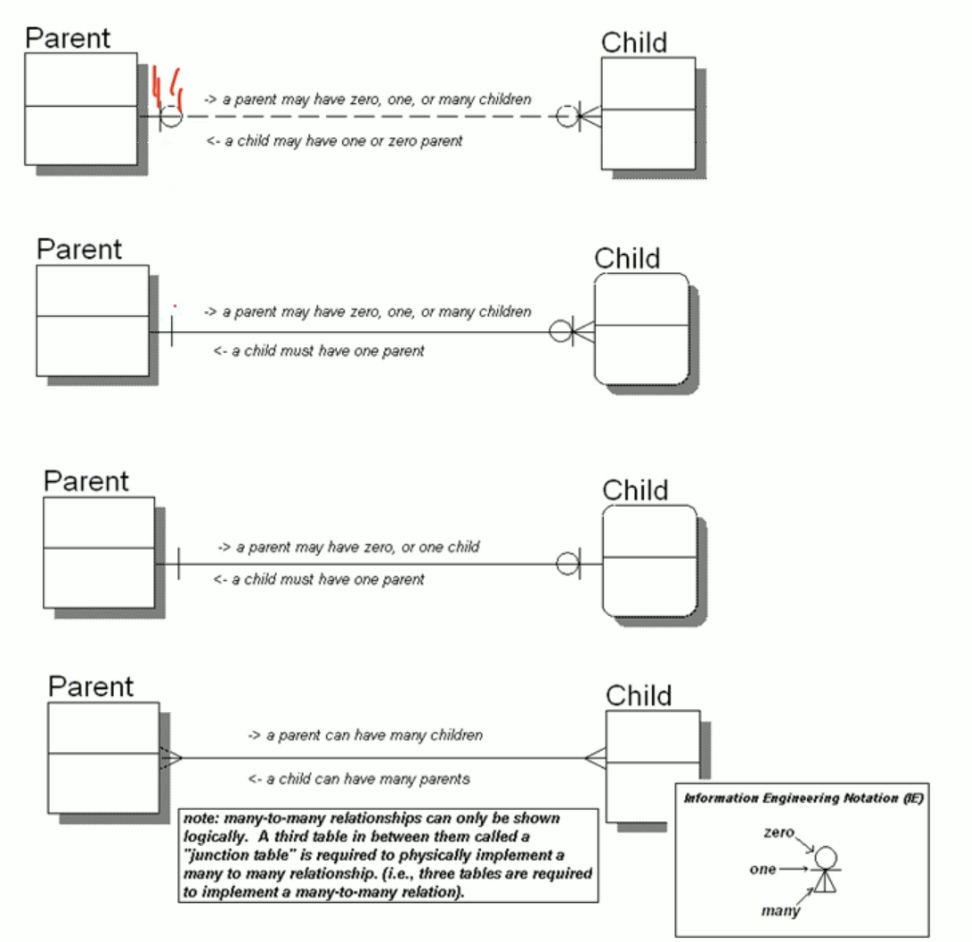 Parent
Child
-> a parent may have zero, one, or many children
<- a child may have one or zero parent
Parent
Child
-> a parent may have zero, one, or many children
<- a child must have one parent
Parent
Child
-> a parent may have zero, or one child
<- a child must have one parent
Parent
Child
-> a parent can have many children
<- a child can have many parents
note: many-to-many relationships can only be shown
logically. A third table in between them called a
"junction table" is required to physically implement a
many to many relationship. (i.e., three tables are required
to implement a many-to-many relation).
Information Engineering Notation (IE)
zero
one
many